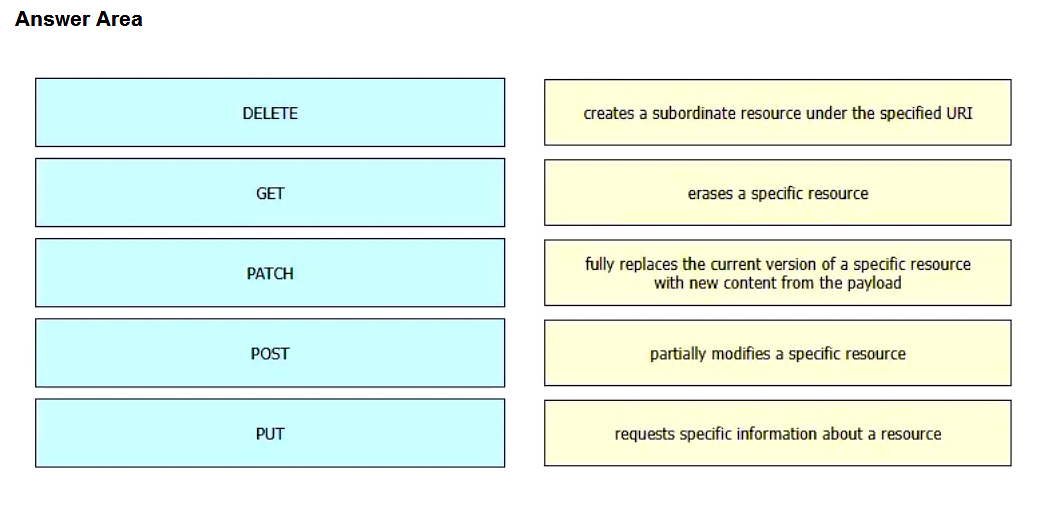 Answer Area
DELETE
creates a subordinate resource under the specified URI
GET
erases a specific resource
PATCH
fully replaces the current version of a specific resource
with new content from the payload
POST
partially modifies a specific resource
PUT
requests specific information about a resource